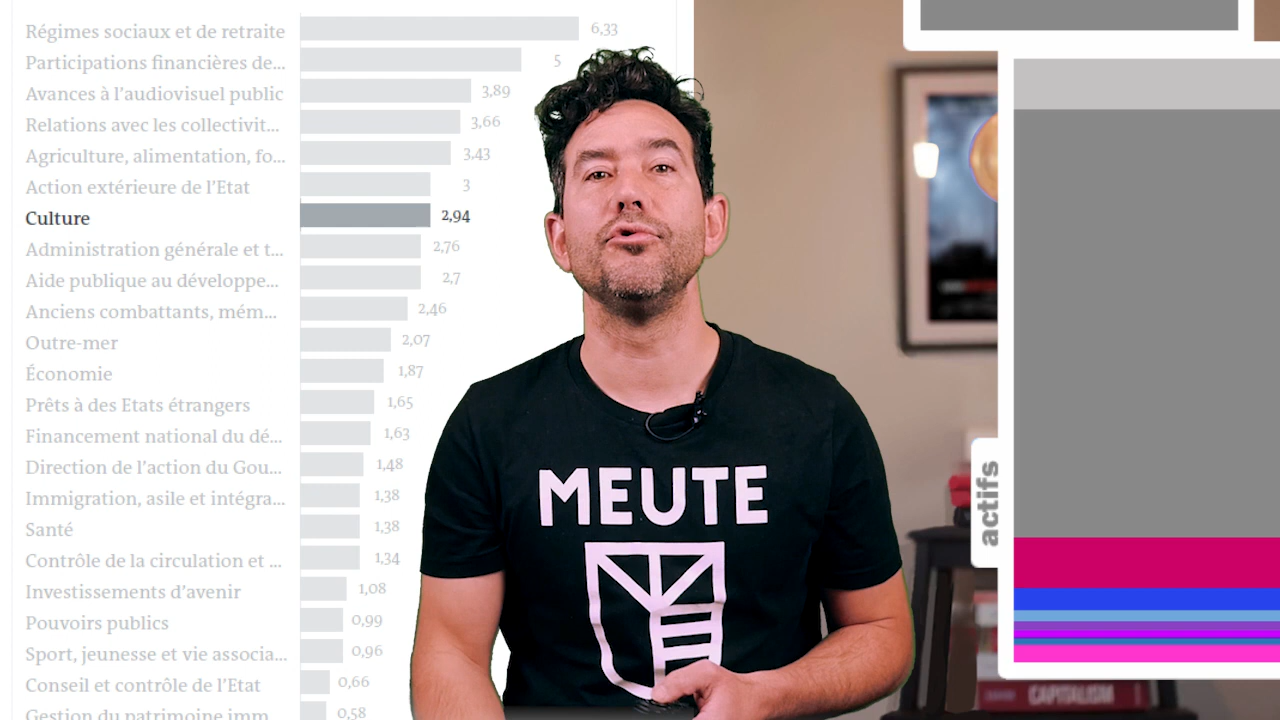 Régimes sociaux et de retraite 6,33
Participations financières de... 5
Avances à l'audiovisuel public 3,89
Relations avec les collectivit... 3,66
Agriculture, alimentation, fo... 3,43
Action extérieure de l'Etat 3
Culture 2,94
Administration générale et t... 2,76
Aide publique au développe... 2,7
Anciens combattants, mém... 2,46
Outre-mer 2,07
Économie 1,87
Prêts à des Etats étrangers 1,65
Financement national du dé... 1,63
Direction de l'action du Gou... 1,48
Immigration, asile et intégra... 1,38
Santé 1,38
Contrôle de la circulation et ... 1,34
Investissements d'avenir 1,08
Pouvoirs publics 0,99
Sport, jeunesse et vie associa... 0,96
Conseil et contrôle de l'Etat 0,66
Gestion du patrimoine imm... 0,58
MEUTE
actifs
CAPITALISM